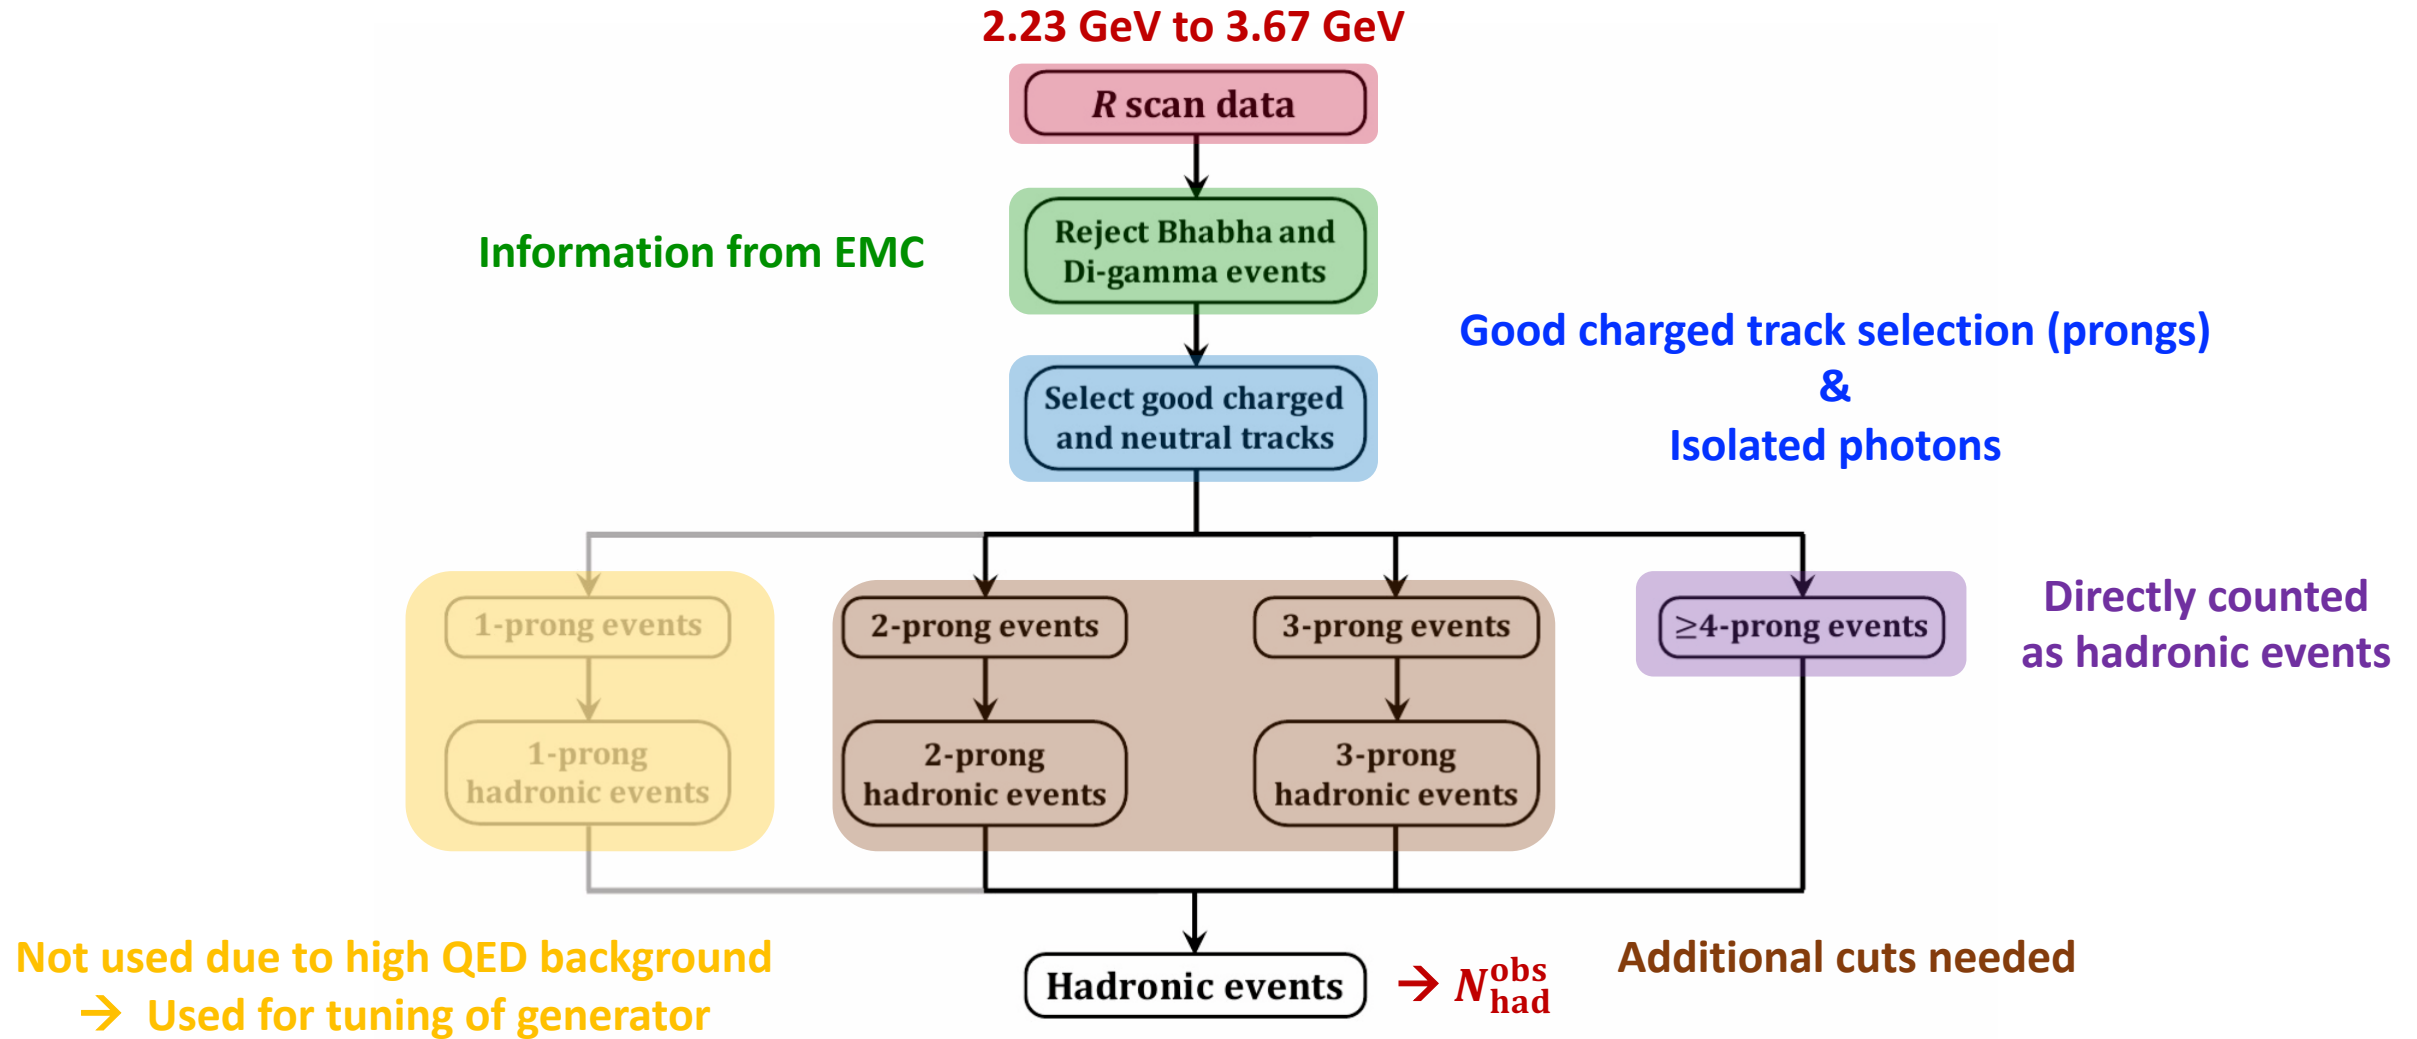 2.23 GeV to 3.67 GeV
R scan data
Information from EMC
Reject Bhabha and
Di-gamma events
Good charged track selection (prongs)
&
Isolated photons
Select good charged
and neutral tracks
1-prong events
2-prong events
3-prong events
≥4-prong events
Directly counted
as hadronic events
1-prong
hadronic events
2-prong
hadronic events
3-prong
hadronic events
Not used due to high QED background
→ Used for tuning of generator
Hadronic events
→ N_had^obs
Additional cuts needed